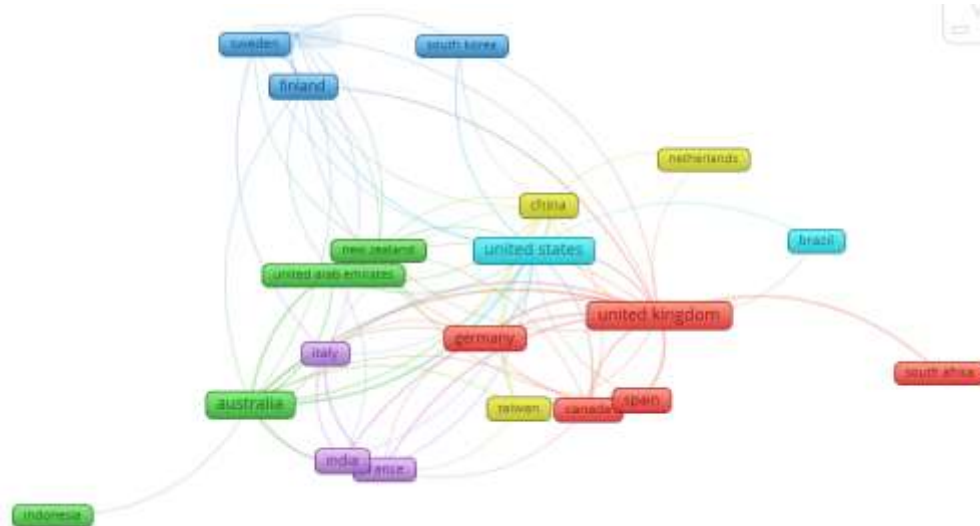 sweden
south korea
finland
netherlands
china
brazil
new zealand
united states
united arab emirates
united kingdom
germany
italy
south africa
australia
taiwan
canada
spain
india
indonesia